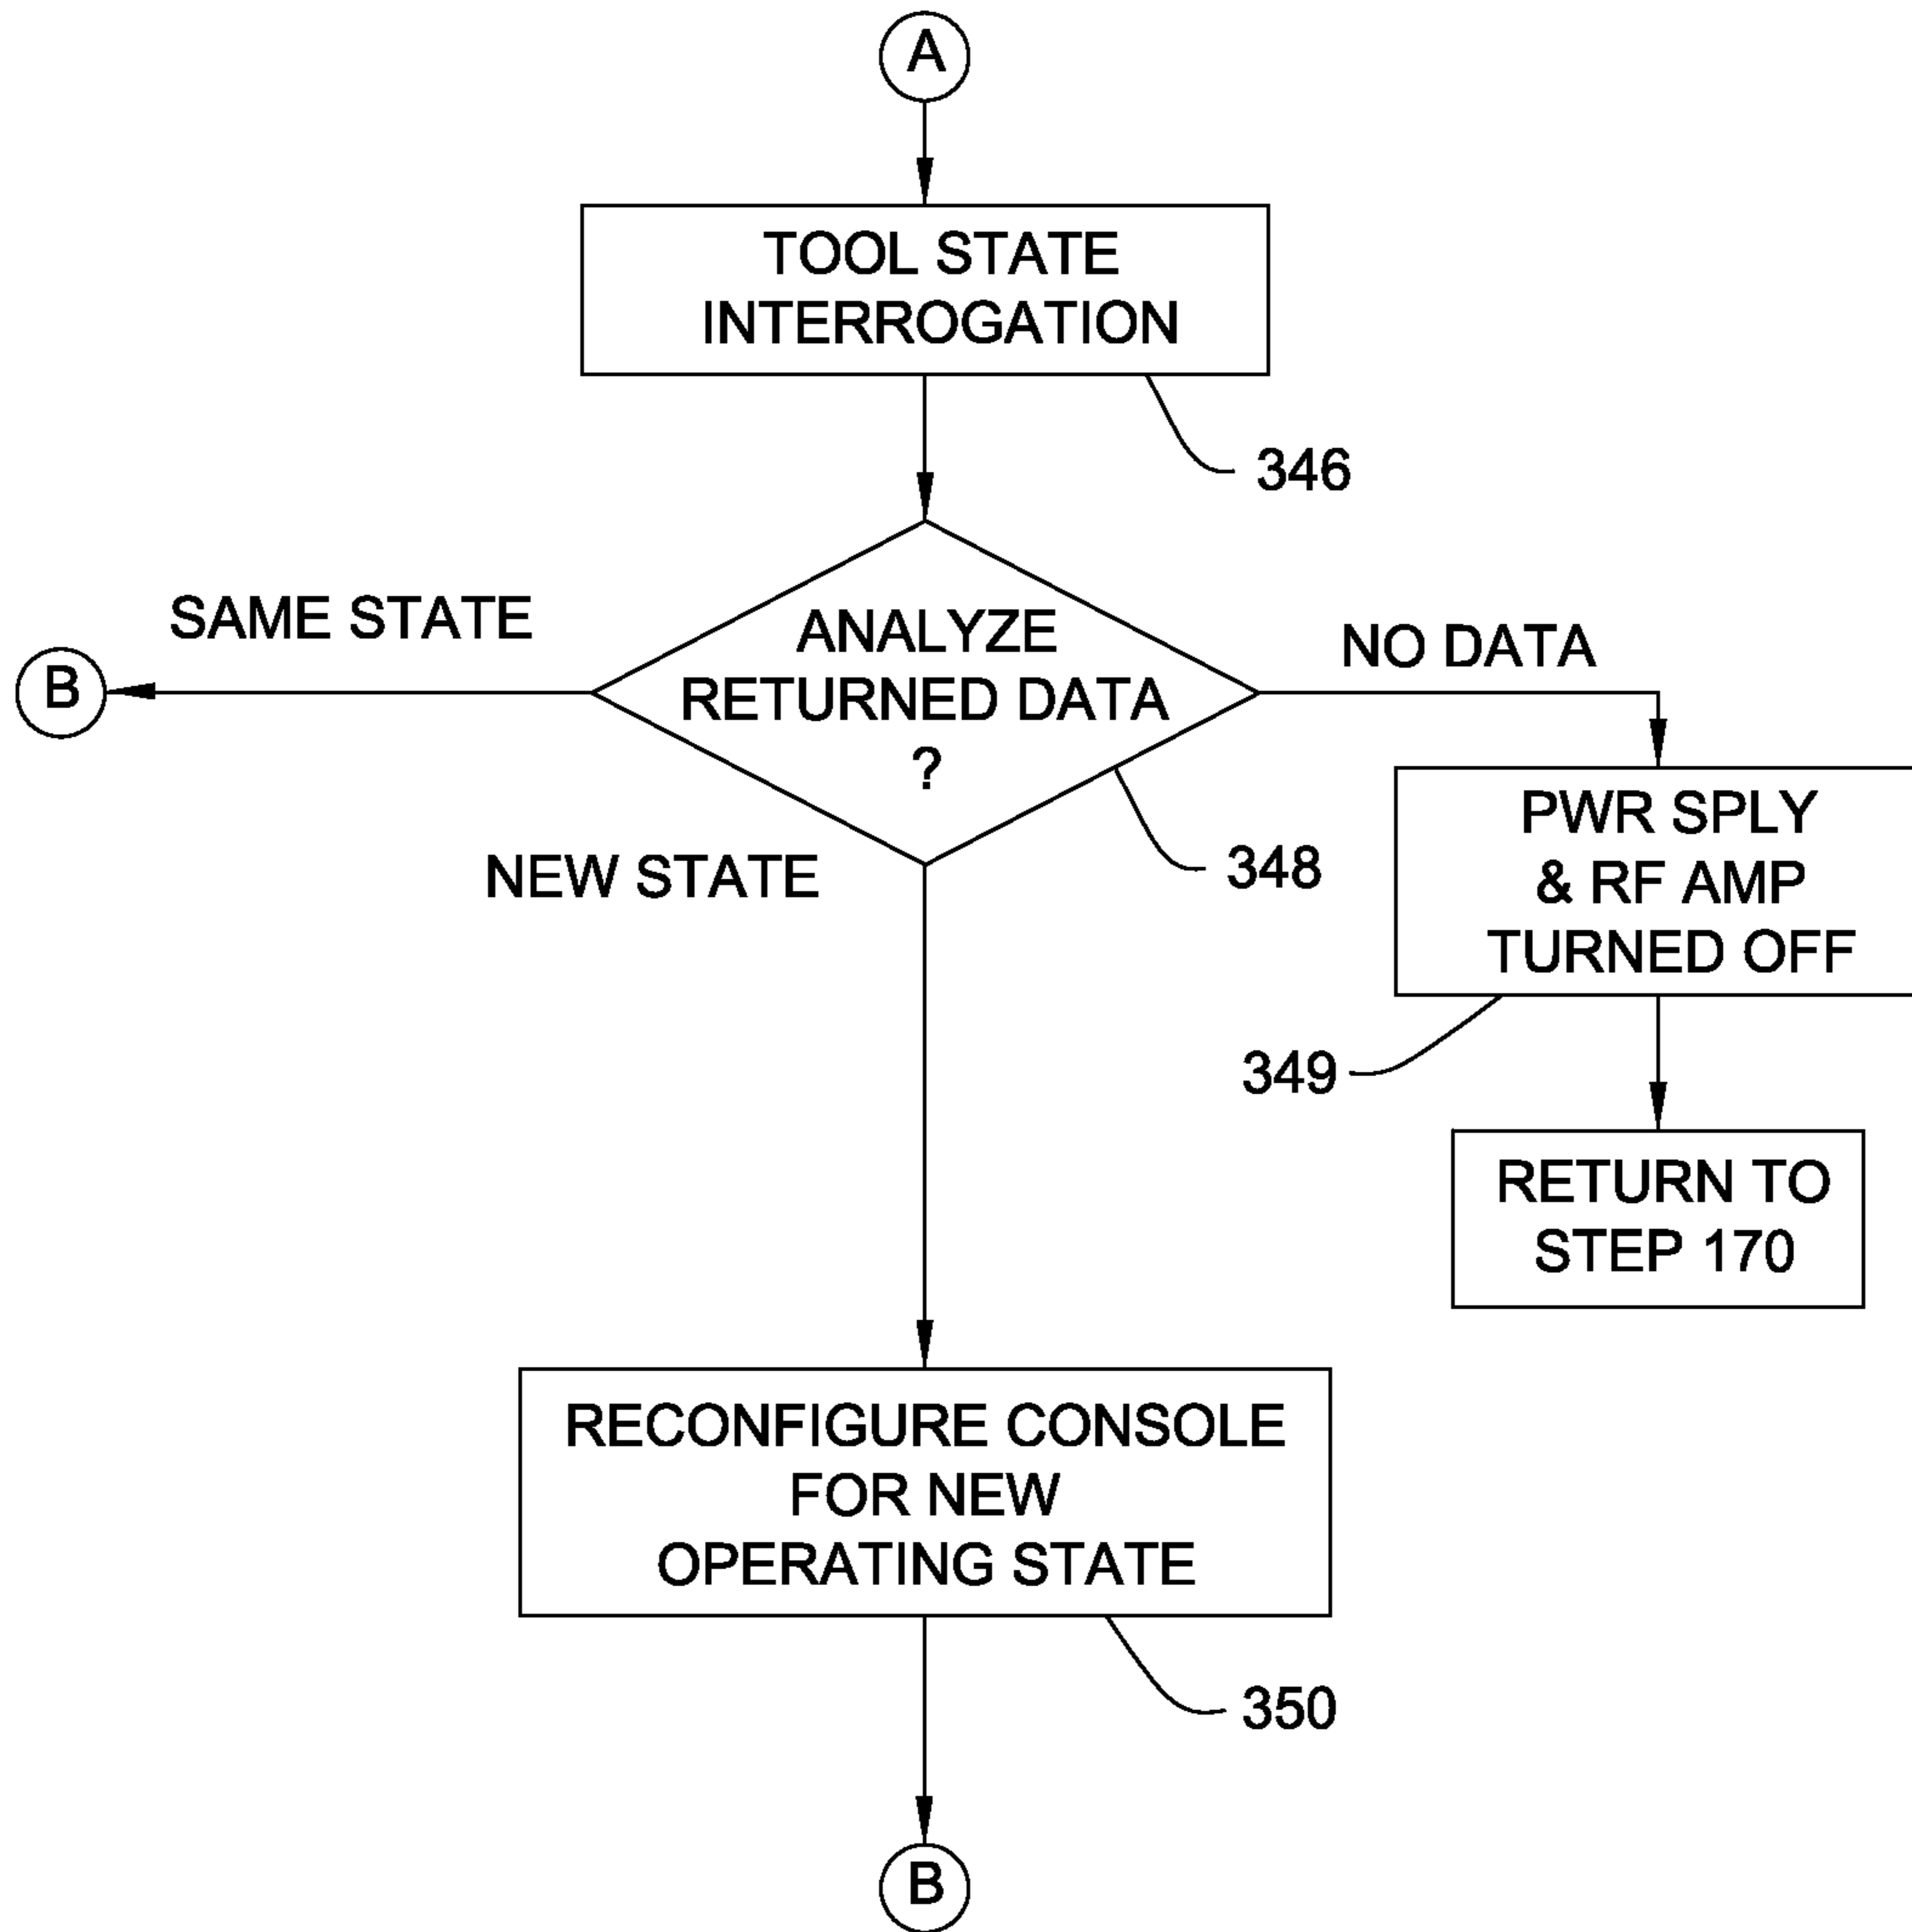 A
TOOL STATE
INTERROGATION
346
SAME STATE
B
ANALYZE
RETURNED DATA
?
348
NO DATA
PWR SPLY
& RF AMP
TURNED OFF
349
RETURN TO
STEP 170
NEW STATE
RECONFIGURE CONSOLE
FOR NEW
OPERATING STATE
350
B